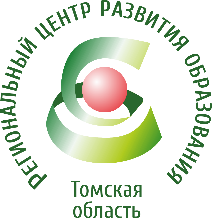 РЕГИОНАЛЬНЫЙ ЦЕНТР РАЗВИТИЯ ОБРАЗОВАНИЯ
Томская
область